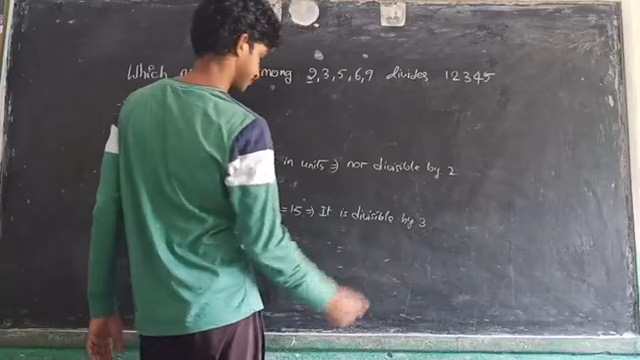 Which among 2,3,5,6,9 divides 12345
in units ⇒ not divisible by 2
=15 ⇒ It is divisible by 3